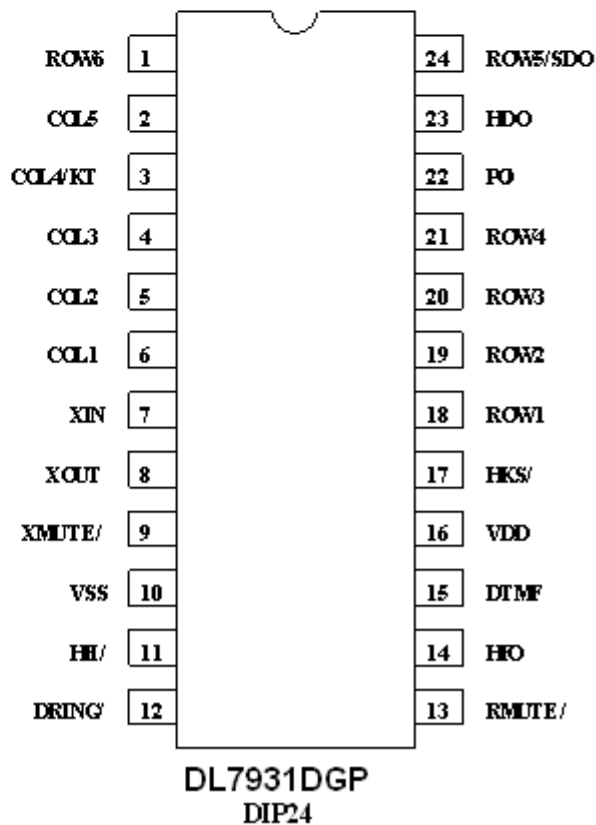 ROW6 1 24 ROW5/SDO
COL5 2 23 HDO
COL4/KT 3 22 PO
COL3 4 21 ROW4
COL2 5 20 ROW3
COL1 6 19 ROW2
XIN 7 18 ROW1
XOUT 8 17 HKS/
XMUTE/ 9 16 VDD
VSS 10 15 DTMF
11 14
DRING/ 12 13 RMUTE/
DL7931DGP
DIP24